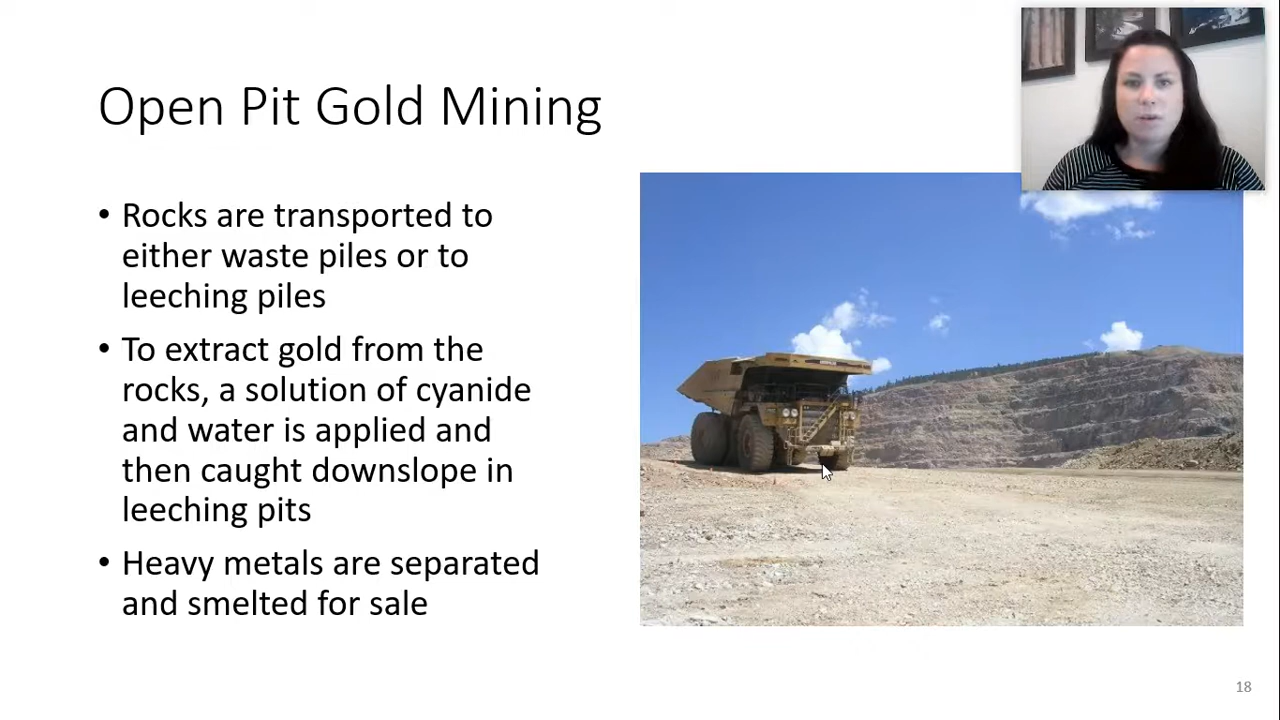 Open Pit Gold Mining
• Rocks are transported to
either waste piles or to
leeching piles
• To extract gold from the
rocks, a solution of cyanide
and water is applied and
then caught downslope in
leeching pits
• Heavy metals are separated
and smelted for sale
18